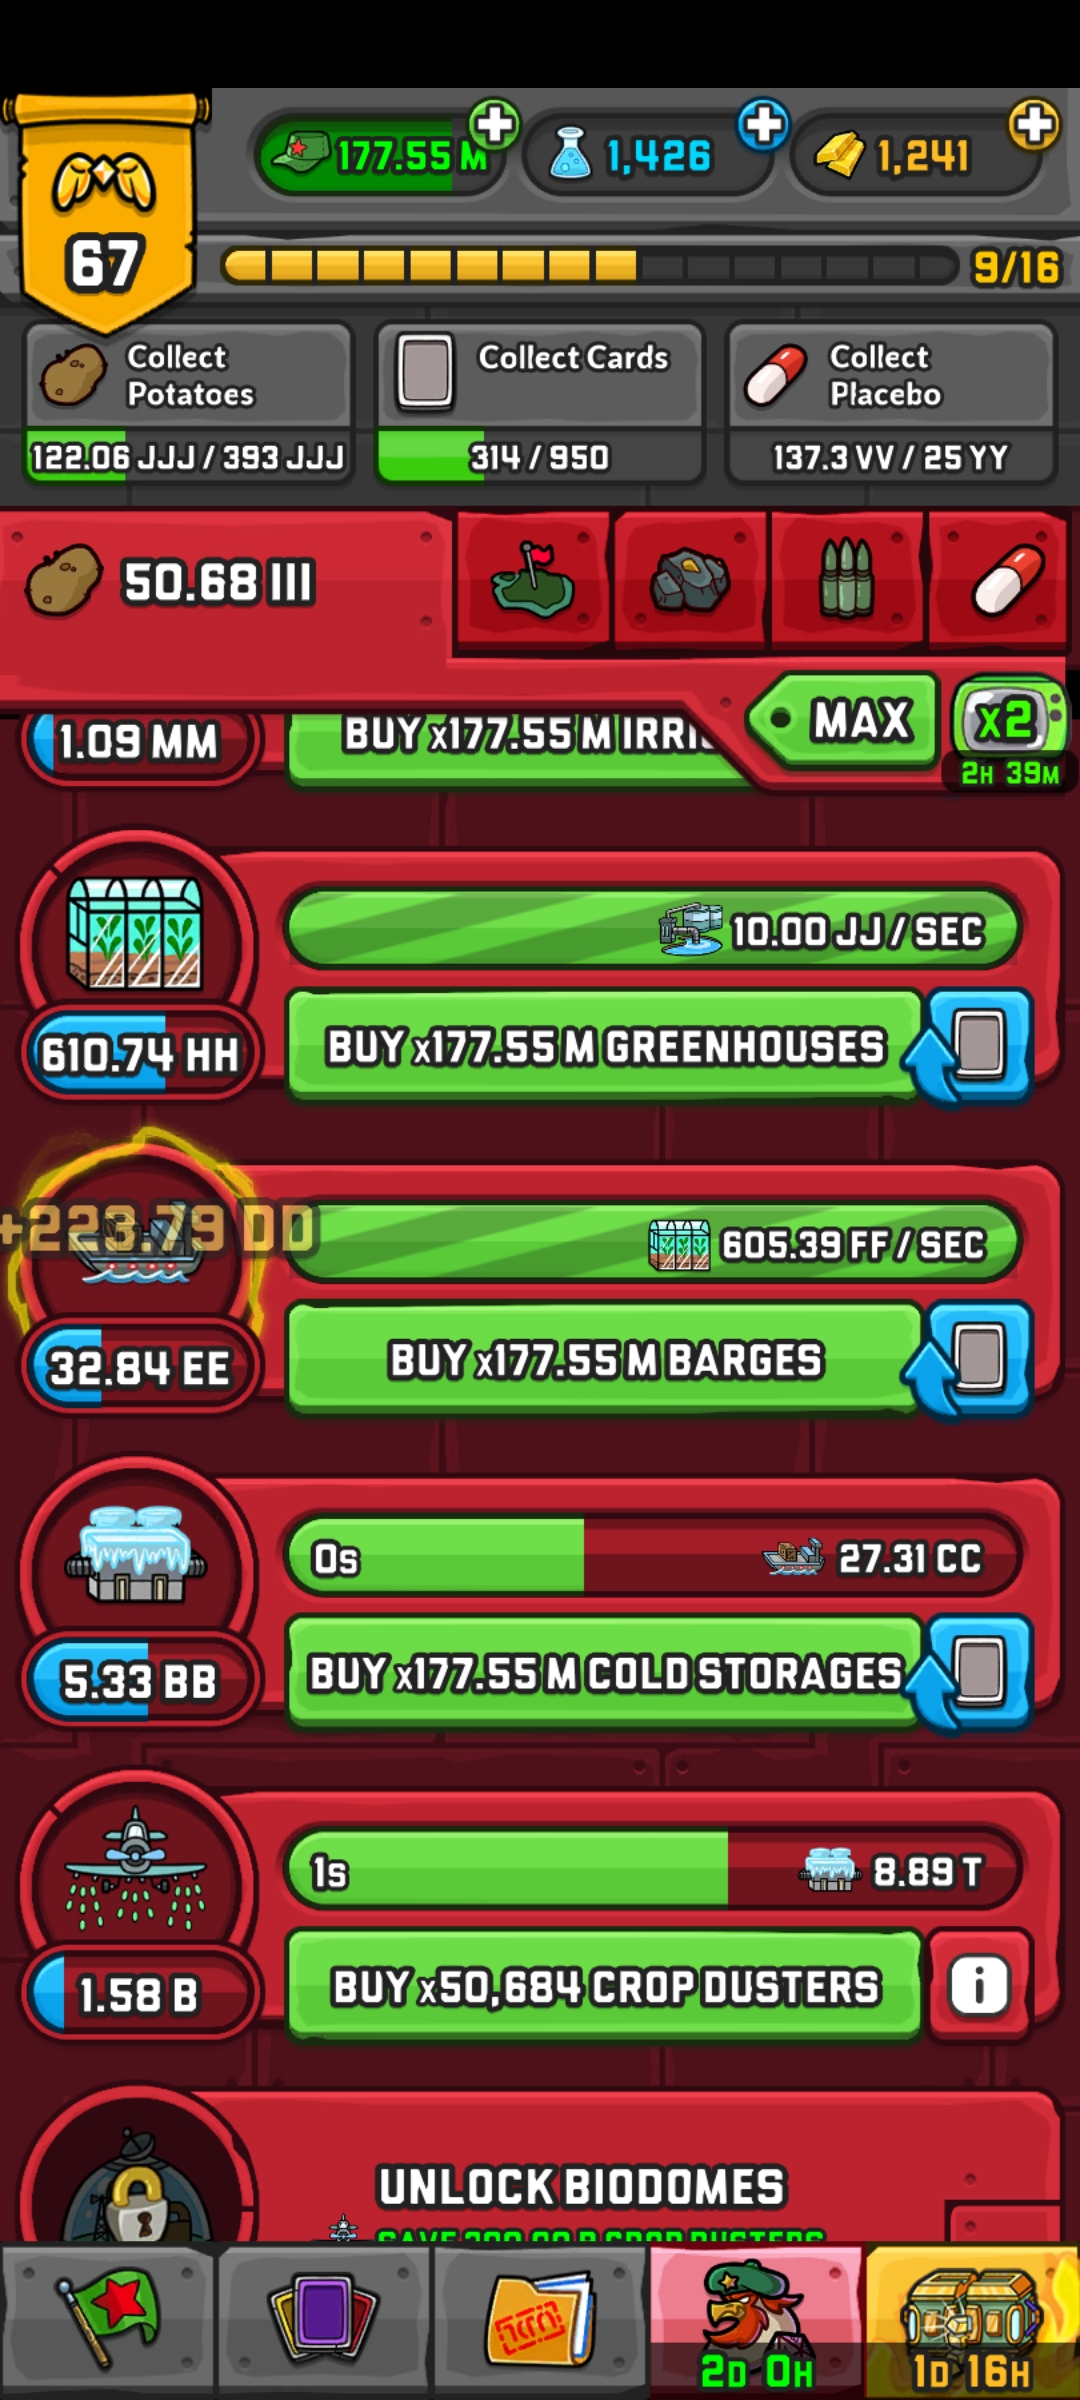 177.55 M
1,426
1,241
67
9/16
Collect
Potatoes
122.06 JJJ / 393 JJJ
Collect Cards
314 / 950
Collect
Placebo
137.3 VV / 25 YY
50.68 III
MAX
x2
2H 39M
1.09 MM
BUY x177.55 M
10.00 JJ / SEC
610.74 HH
BUY x177.55 M GREENHOUSES
+228.79 DD
605.39 FF / SEC
32.84 EE
BUY x177.55 M BARGES
0s
27.31 CC
5.33 BB
BUY x177.55 M COLD STORAGES
1s
8.89 T
1.58 B
BUY x50,684 CROP DUSTERS
i
UNLOCK BIODOMES
CROP DUSTERS
2D 0H
1D 16H